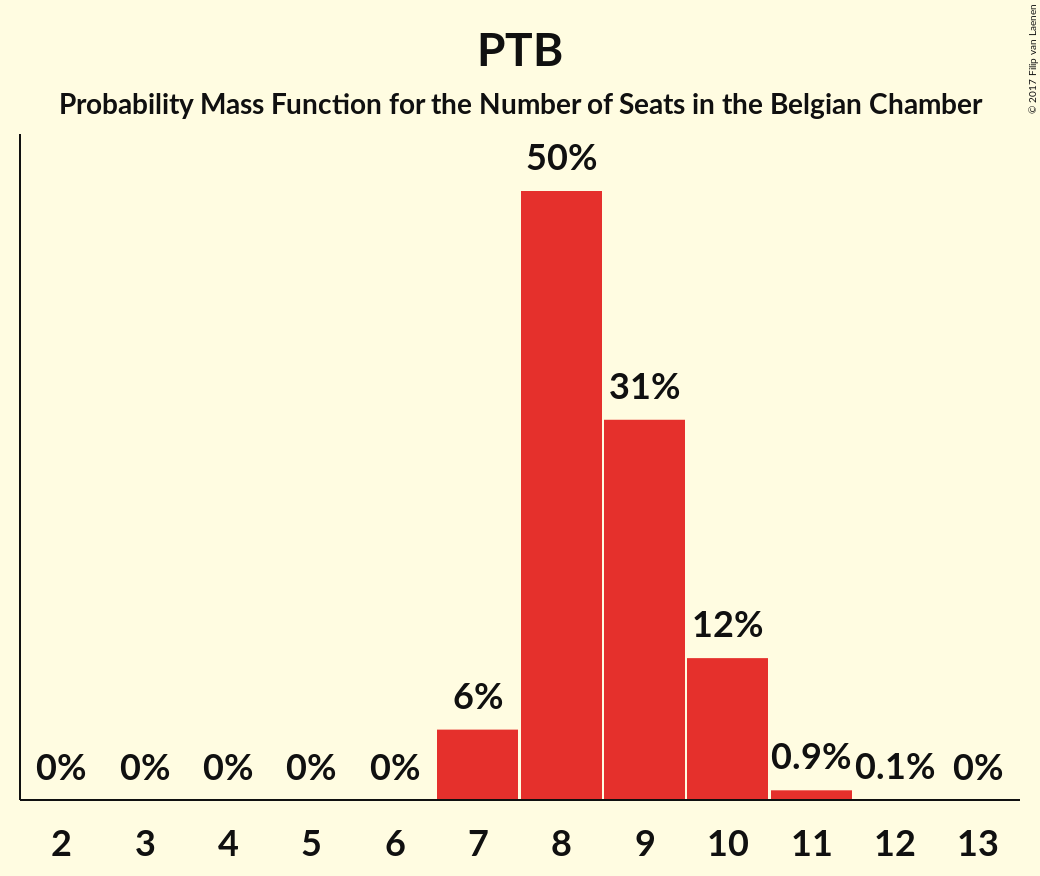 PTB
Probability Mass Function for the Number of Seats in the Belgian Chamber
© 2017 Filip van Laenen
50%
31%
12%
6%
0% 0% 0% 0% 0% 0.9% 0.1% 0%
2 3 4 5 6 7 8 9 10 11 12 13